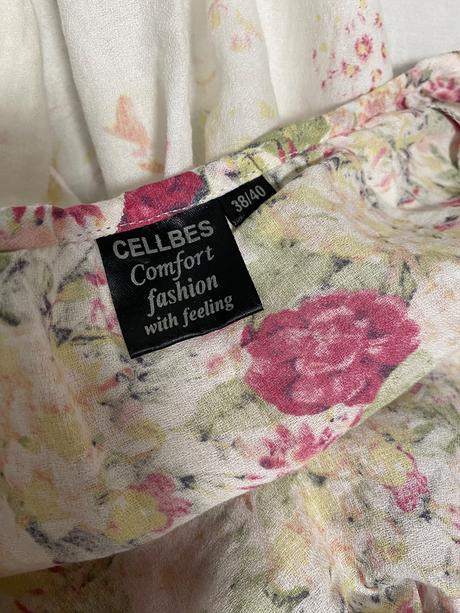 CELLBES
Comfort
fashion
with feeling
38/40